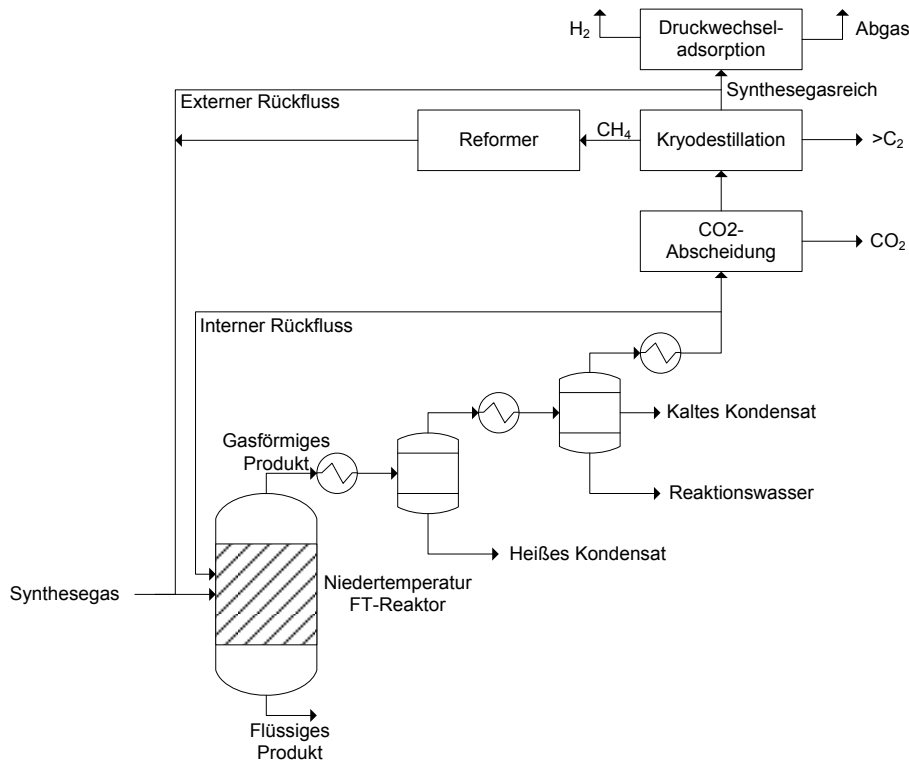 H2
Druckwechsel-
adsorption
Abgas
Externer Rückfluss
Synthesegasreich
Reformer
CH4
Kryodestillation
>C2
CO2-
Abscheidung
CO2
Interner Rückfluss
Kaltes Kondensat
Gasförmiges
Produkt
Reaktionswasser
Heißes Kondensat
Niedertemperatur
FT-Reaktor
Synthesegas
Flüssiges
Produkt